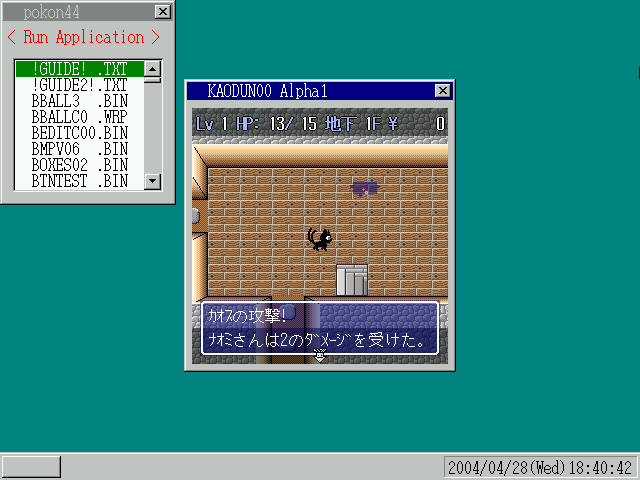 pokon44
< Run Application >
!GUIDE! .TXT
!GUIDE2!.TXT
BBALL3 .BIN
BBALLC0 .WRP
BEDITC00.BIN
BMPV06 .BIN
BOXES02 .BIN
BTNTEST .BIN
KAODUN00 Alpha1
Lv 1 HP: 13/ 15 地下 1F ¥ 0
ｶｵｽの攻撃!
ﾅｵﾐさんは2のﾀﾞﾒｰｼﾞを受けた。
2004/04/28(Wed)18:40:42